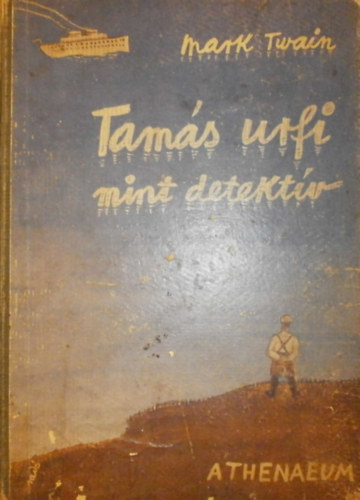 Mark Twain
Tamás urfi
mint detektív
ATHENAEUM